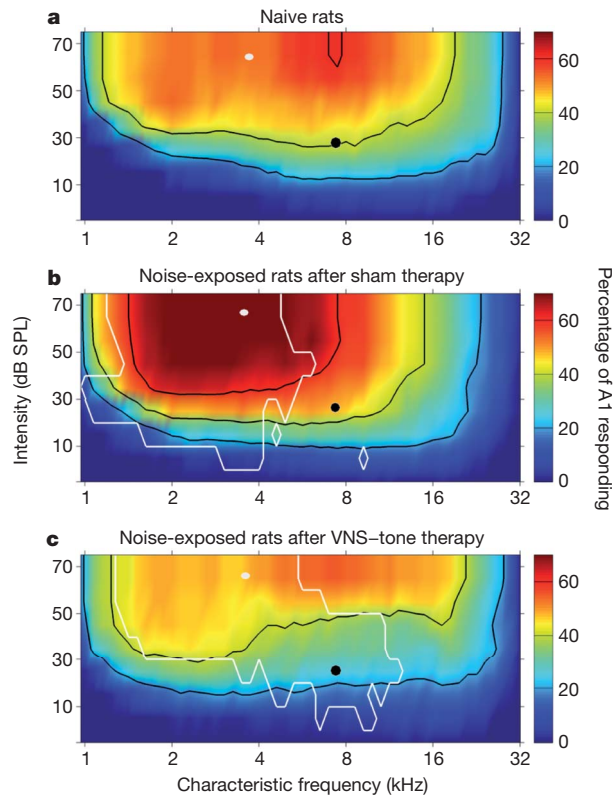 a Naive rats
70
50
30
10
1 2 4 8 16 32
60
40
20
0
b Noise-exposed rats after sham therapy
70
50
30
10
1 2 4 8 16 32
60
40
20
0
c Noise-exposed rats after VNS–tone therapy
70
50
30
10
1 2 4 8 16 32
60
40
20
0
Intensity (dB SPL)
Percentage of A1 responding
Characteristic frequency (kHz)